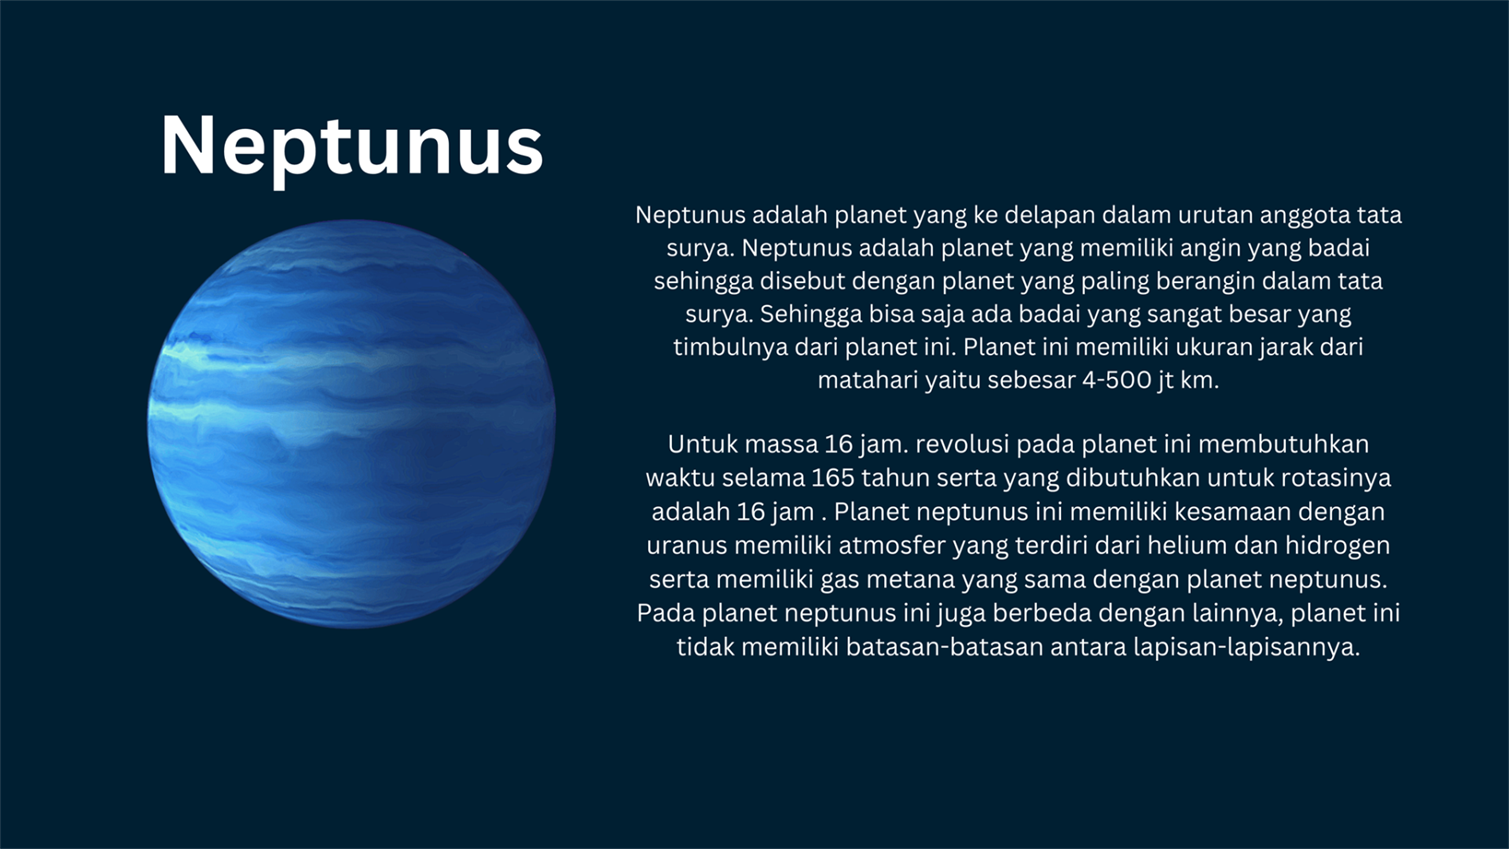 Neptunus
Neptunus adalah planet yang ke delapan dalam urutan anggota tata
surya. Neptunus adalah planet yang memiliki angin yang badai
sehingga disebut dengan planet yang paling berangin dalam tata
surya. Sehingga bisa saja ada badai yang sangat besar yang
timbulnya dari planet ini. Planet ini memiliki ukuran jarak dari
matahari yaitu sebesar 4-500 jt km.
Untuk massa 16 jam. revolusi pada planet ini membutuhkan
waktu selama 165 tahun serta yang dibutuhkan untuk rotasinya
adalah 16 jam . Planet neptunus ini memiliki kesamaan dengan
uranus memiliki atmosfer yang terdiri dari helium dan hidrogen
serta memiliki gas metana yang sama dengan planet neptunus.
Pada planet neptunus ini juga berbeda dengan lainnya, planet ini
tidak memiliki batasan-batasan antara lapisan-lapisannya.